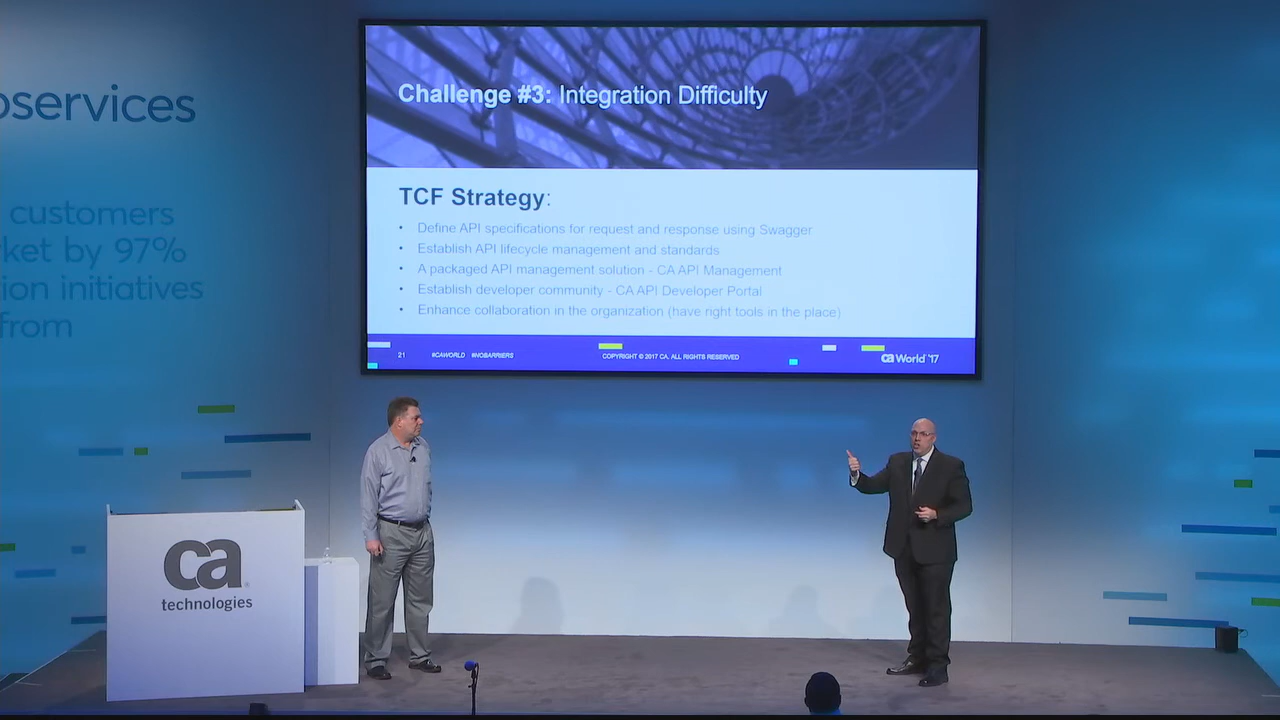 Challenge #3: Integration Difficulty
TCF Strategy:
• Define API specifications for request and response using Swagger
• Establish API lifecycle management and standards
• A packaged API management solution - CA API Management
• Establish developer community - CA API Developer Portal
• Enhance collaboration in the organization (have right tools in the place)
21 #CAWORLD #NOBARRIERS COPYRIGHT © 2017 CA, ALL RIGHTS RESERVED ca World '17
oservices
customers
ket by 97%
ion initiatives
from
ca
technologies